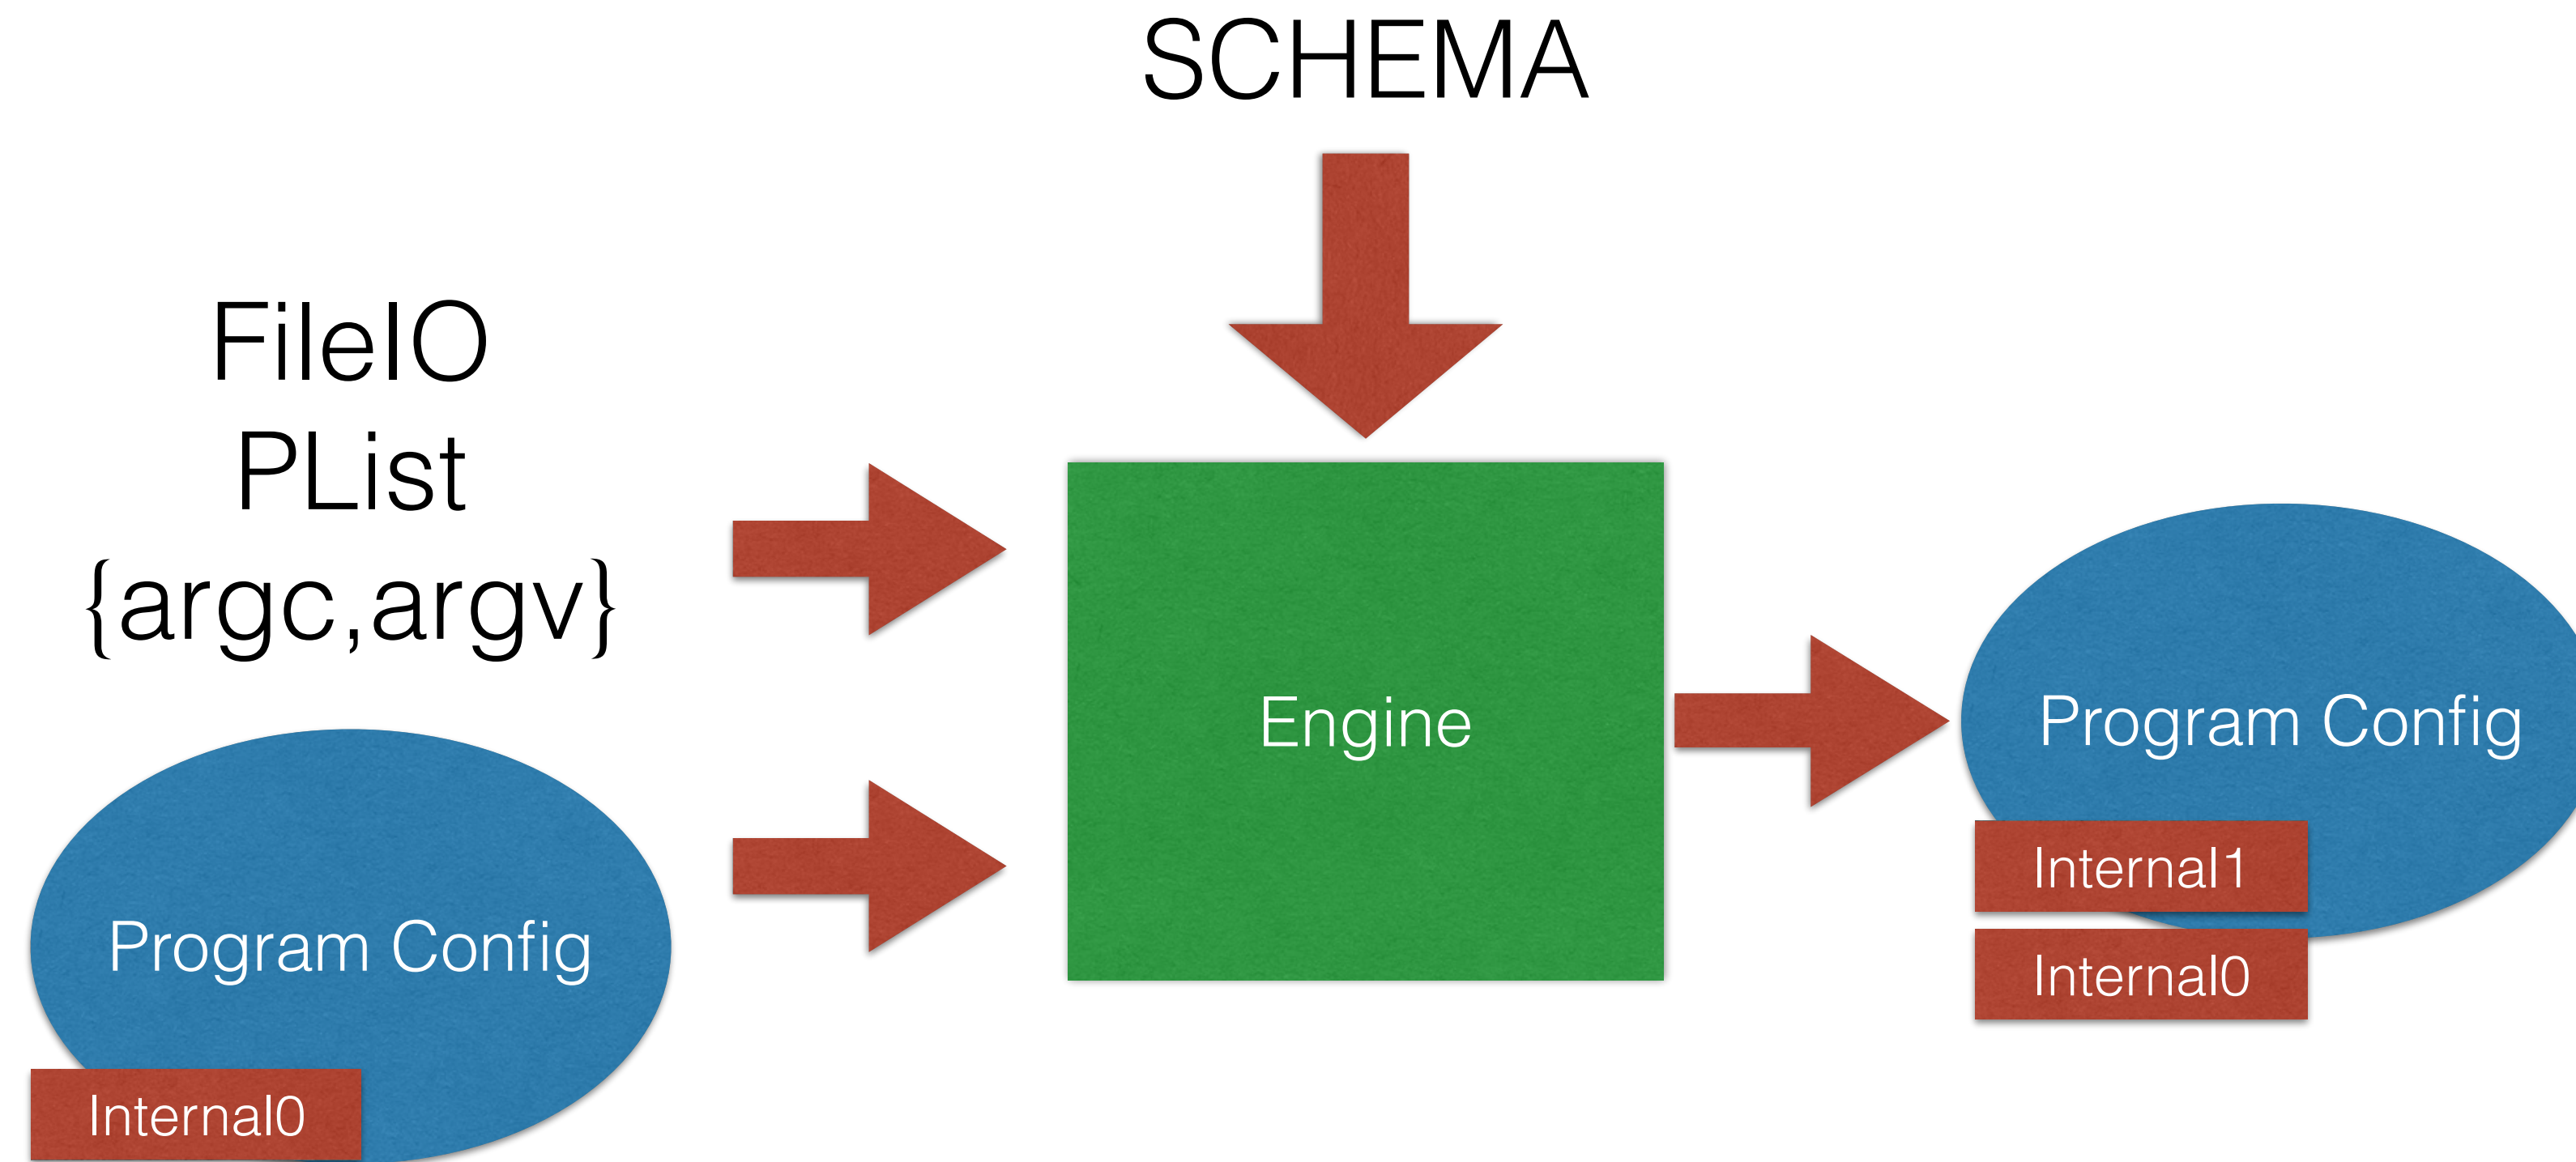 SCHEMA
FileIO
PList
{argc,argv}
Engine
Program Config
Internal1
Internal0
Program Config
Internal0